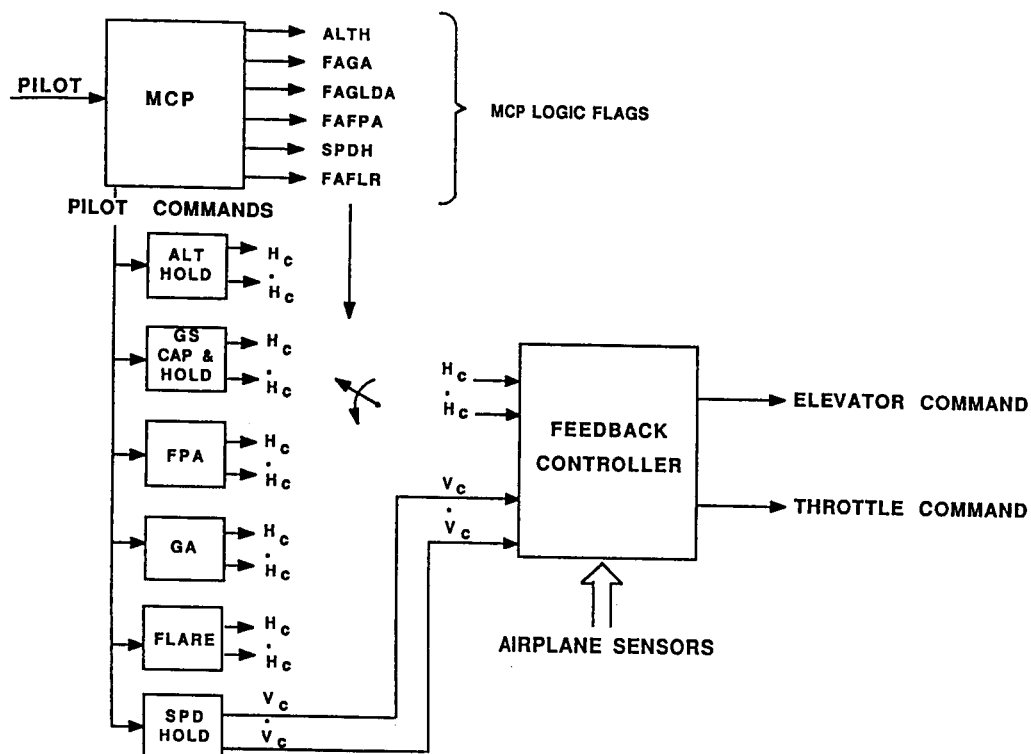 PILOT
MCP
ALTH
FAGA
FAGLDA
FAFPA
SPDH
FAFLR
MCP LOGIC FLAGS
PILOT COMMANDS
ALT
HOLD
Hc
Ḣc
GS
CAP &
HOLD
Hc
Ḣc
FPA
Hc
Ḣc
GA
Hc
Ḣc
FLARE
Hc
Ḣc
SPD
HOLD
Vc
V̇c
Hc
Ḣc
Vc
V̇c
FEEDBACK
CONTROLLER
ELEVATOR COMMAND
THROTTLE COMMAND
AIRPLANE SENSORS